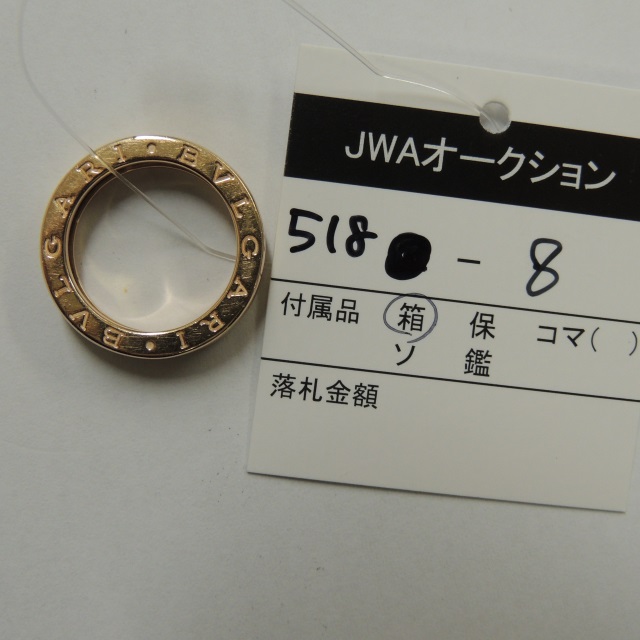 BVLGARI • BVLGARI •
JWAオークション
518 - 8
付属品 箱 保 コマ( )
ソ 鑑
落札金額